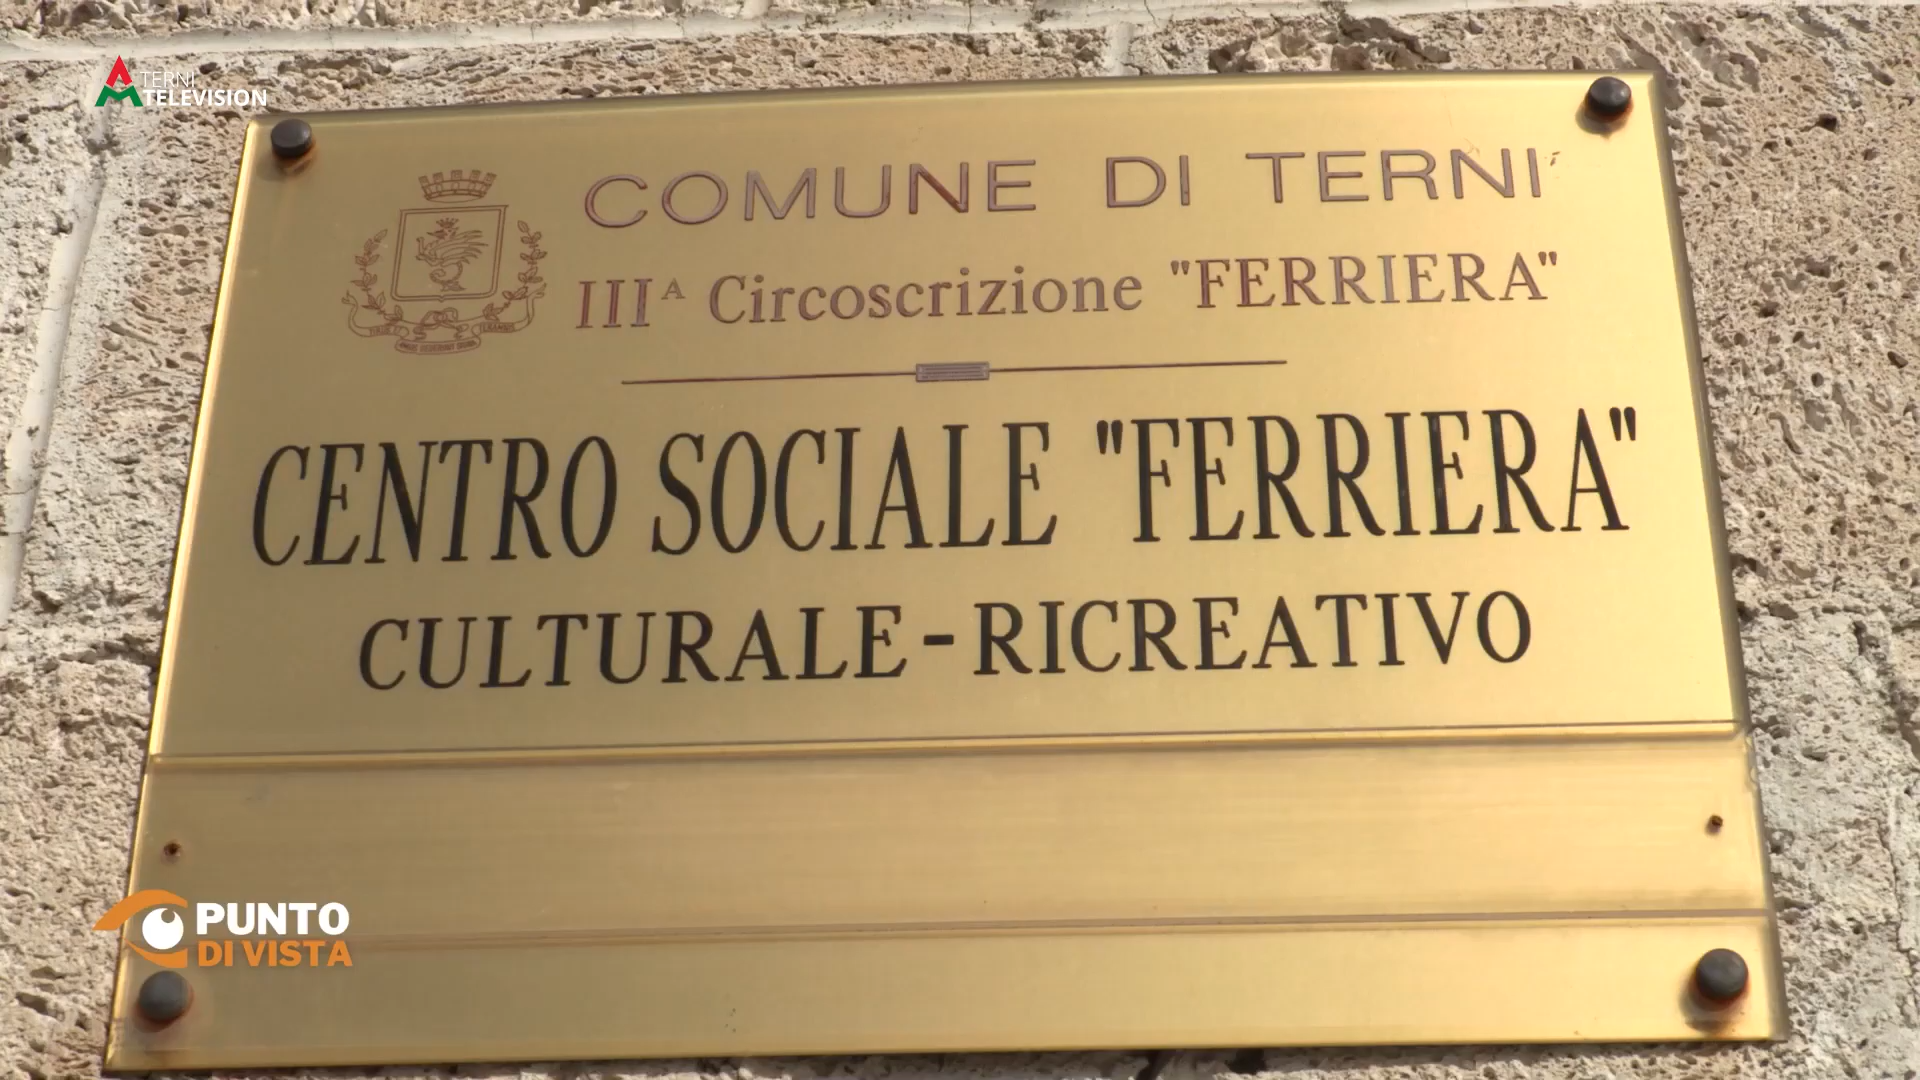 TERNI
TELEVISION
COMUNE DI TERNI
IIIA Circoscrizione "FERRIERA"
CENTRO SOCIALE "FERRIERA"
CULTURALE-RICREATIVO
PUNTO
DI VISTA